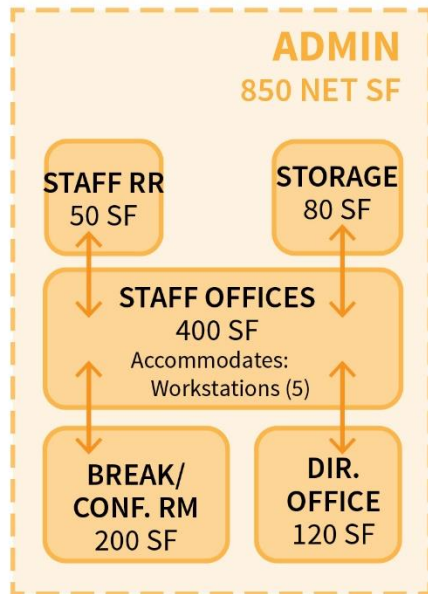 ADMIN
850 NET SF
STAFF RR
50 SF
STORAGE
80 SF
STAFF OFFICES
400 SF
Accommodates:
Workstations (5)
BREAK/
CONF. RM
200 SF
DIR.
OFFICE
120 SF